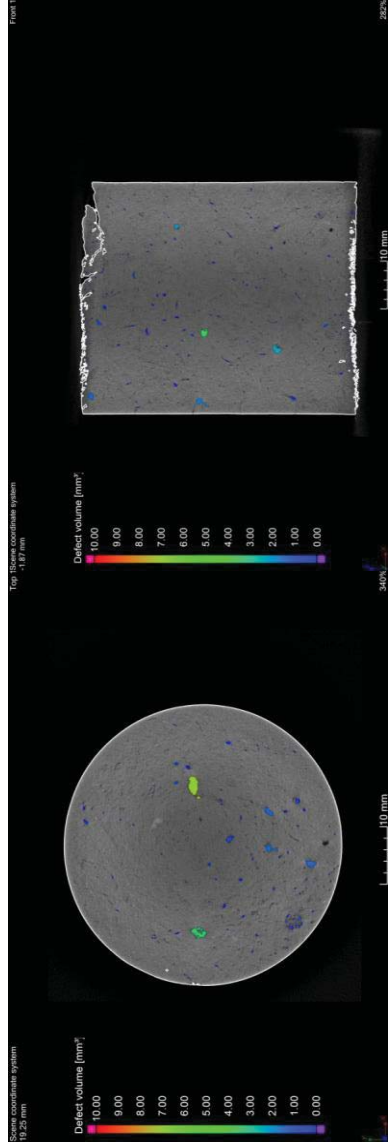 Scene coordinate system
19.25 mm
Defect volume [mm³]
10.00
9.00
8.00
7.00
6.00
5.00
4.00
3.00
2.00
1.00
0.00
10 mm
340%
Top 1
Scene coordinate system
-1.87 mm
Defect volume [mm³]
10.00
9.00
8.00
7.00
6.00
5.00
4.00
3.00
2.00
1.00
0.00
10 mm
282%
Front 1